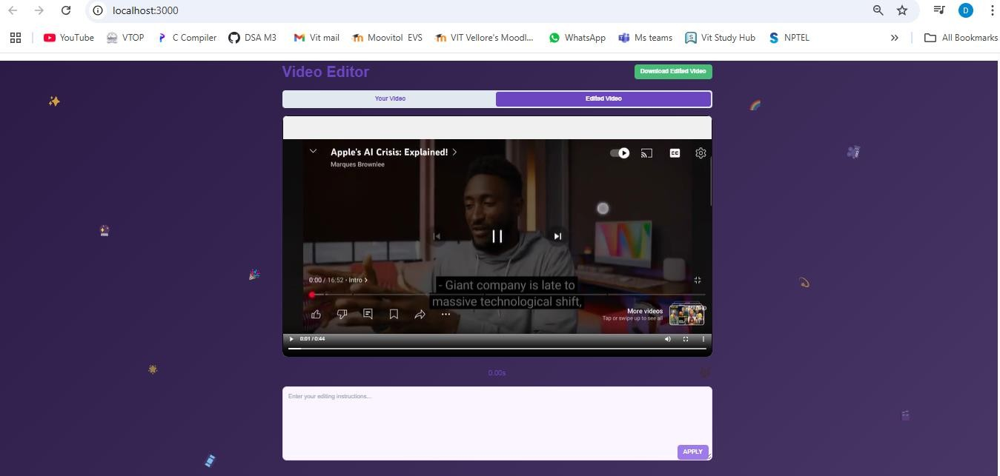 localhost:3000
D
YouTube
VTOP
C Compiler
DSA M3
Vit mail
Moovitol EVS
VIT Vellore's Moodl...
WhatsApp
Ms teams
Vit Study Hub
NPTEL
All Bookmarks
Video Editor
Download Edited Video
Your Video
Edited Video
Apple's AI Crisis: Explained!
Marques Brownlee
CC
0:00 / 16:52 • Intro
- Giant company is late to
massive technological shift,
More videos
Tap or swipe up to see all
0:01 / 0:44
0.00s
Enter your editing instructions...
APPLY